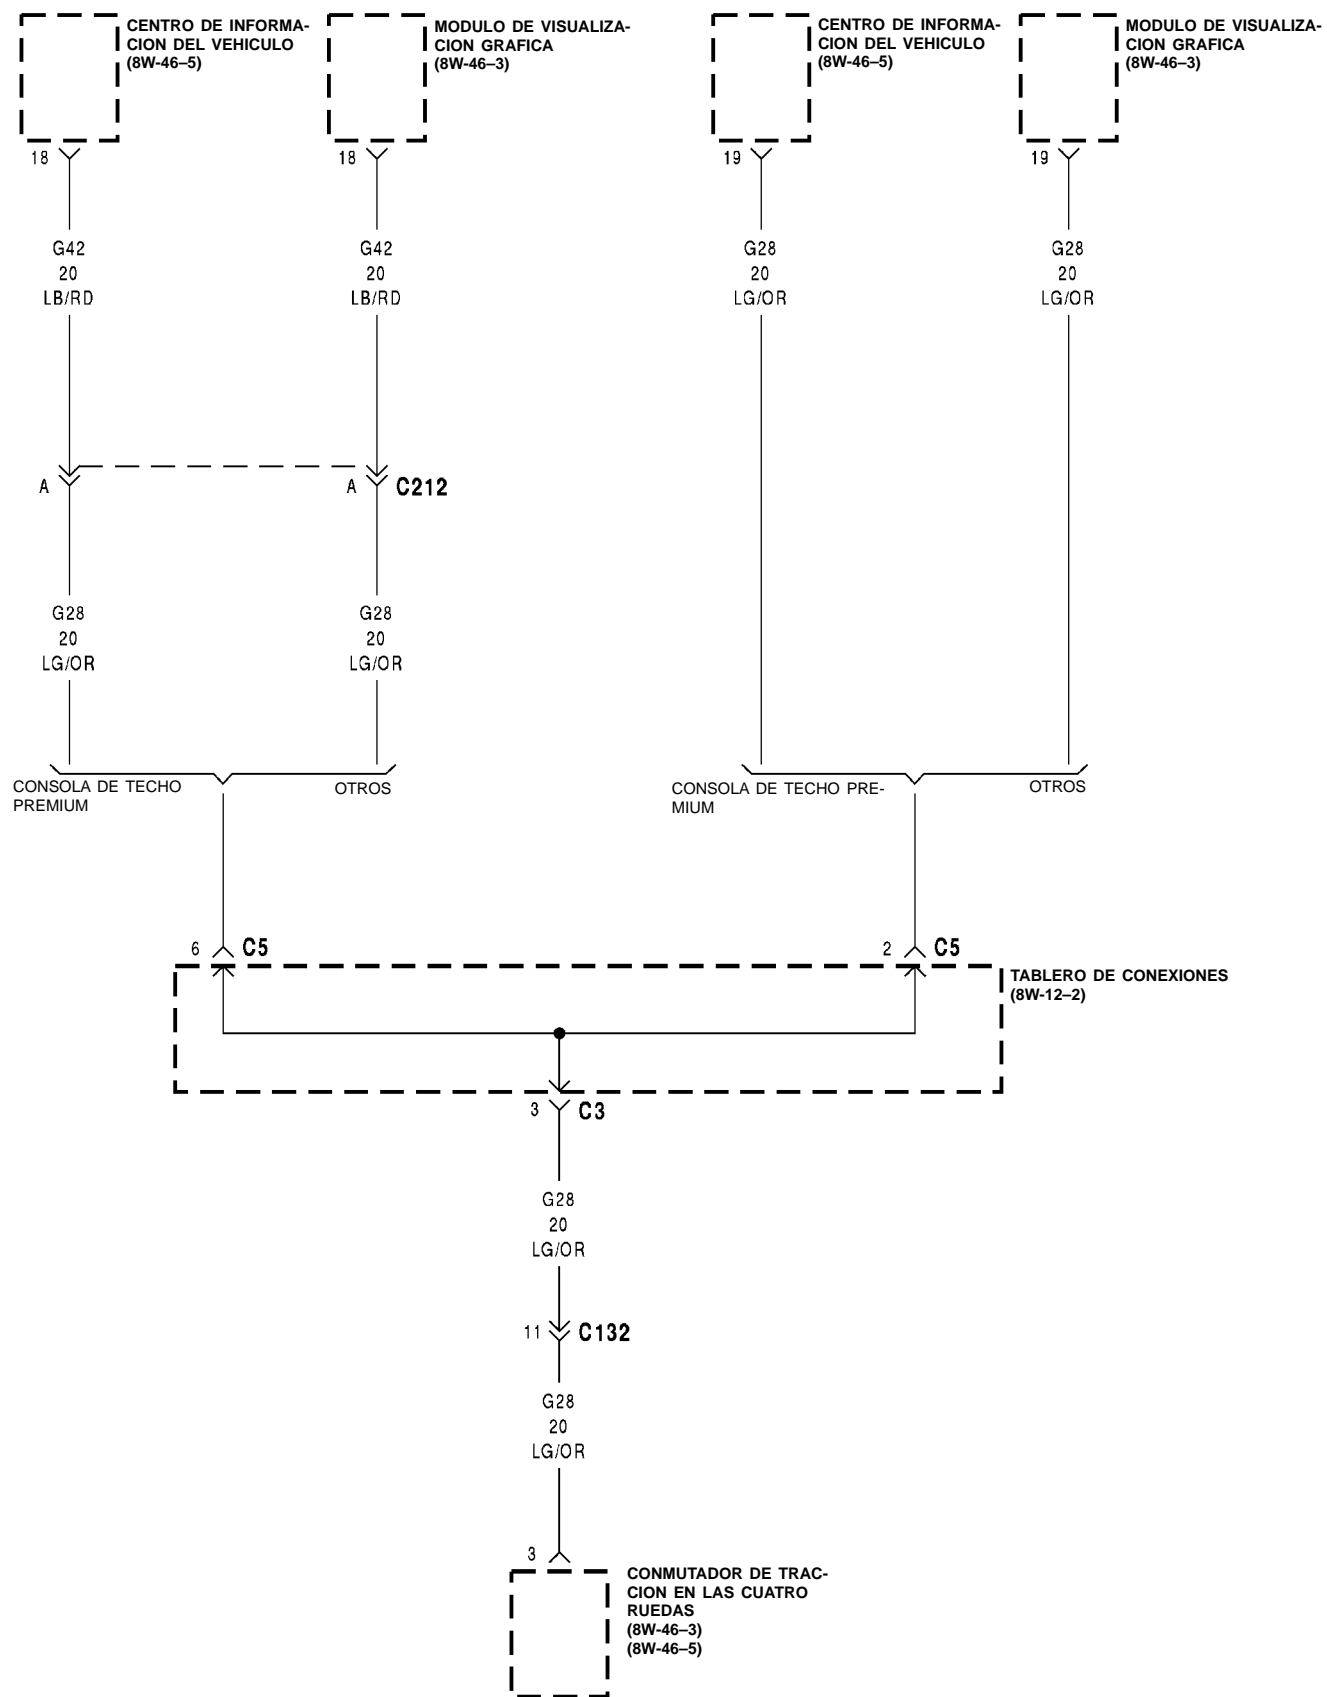 CENTRO DE INFORMA-
CION DEL VEHICULO
(8W-46–5)
MODULO DE VISUALIZA-
CION GRAFICA
(8W-46–3)
CENTRO DE INFORMA-
CION DEL VEHICULO
(8W-46–5)
MODULO DE VISUALIZA-
CION GRAFICA
(8W-46–3)
18
18
19
19
G42
20
LB/RD
G42
20
LB/RD
G28
20
LG/OR
G28
20
LG/OR
A
A
C212
G28
20
LG/OR
G28
20
LG/OR
CONSOLA DE TECHO
PREMIUM
OTROS
CONSOLA DE TECHO PRE-
MIUM
OTROS
6
C5
2
C5
TABLERO DE CONEXIONES
(8W-12–2)
3
C3
G28
20
LG/OR
11
C132
G28
20
LG/OR
3
CONMUTADOR DE TRAC-
CION EN LAS CUATRO
RUEDAS
(8W-46–3)
(8W-46–5)